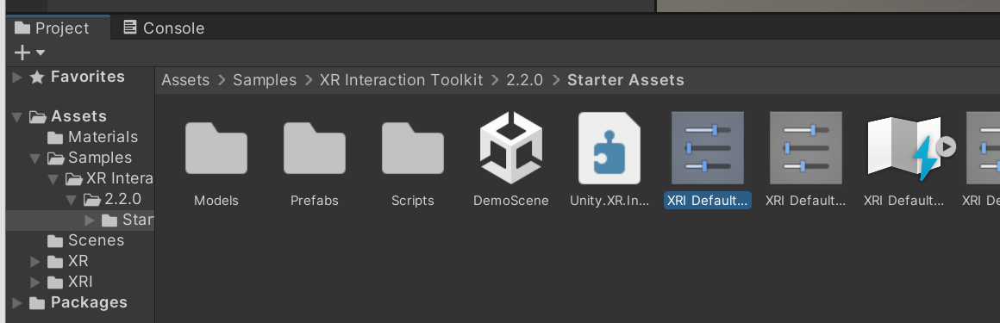 Project
Console
Favorites
Assets
Materials
Samples
XR Intera
2.2.0
Star
Scenes
XR
XRI
Packages
Assets > Samples > XR Interaction Toolkit > 2.2.0 > Starter Assets
Models
Prefabs
Scripts
DemoScene
Unity.XR.In...
XRI Default...
XRI Default...
XRI Default...
XRI De